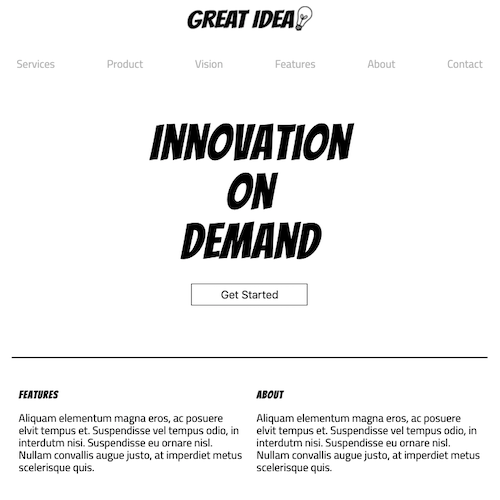 GREAT IDEA
Services Product Vision Features About Contact
INNOVATION
ON
DEMAND
Get Started
FEATURES
Aliquam elementum magna eros, ac posuere
elvit tempus et. Suspendisse vel tempus odio, in
interdutm nisi. Suspendisse eu ornare nisl.
Nullam convallis augue justo, at imperdiet metus
scelerisque quis.
ABOUT
Aliquam elementum magna eros, ac posuere
elvit tempus et. Suspendisse vel tempus odio, in
interdutm nisi. Suspendisse eu ornare nisl.
Nullam convallis augue justo, at imperdiet metus
scelerisque quis.